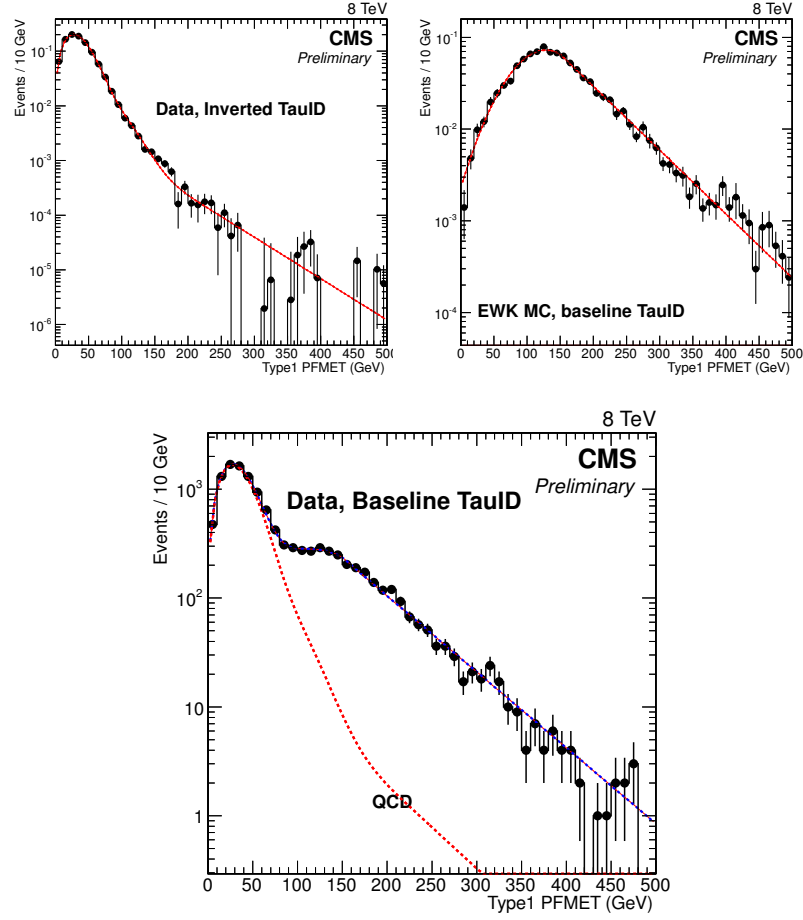 8 TeV
CMS
Preliminary
Data, Inverted TauID
Events / 10 GeV
10⁻¹
10⁻²
10⁻³
10⁻⁴
10⁻⁵
10⁻⁶
0 50 100 150 200 250 300 350 400 450 500
Type1 PFMET (GeV)
8 TeV
CMS
Preliminary
Events / 10 GeV
10⁻¹
10⁻²
10⁻³
10⁻⁴
EWK MC, baseline TauID
0 50 100 150 200 250 300 350 400 450 500
Type1 PFMET (GeV)
8 TeV
CMS
Preliminary
Data, Baseline TauID
Events / 10 GeV
10³
10²
10
1
QCD
0 50 100 150 200 250 300 350 400 450 500
Type1 PFMET (GeV)